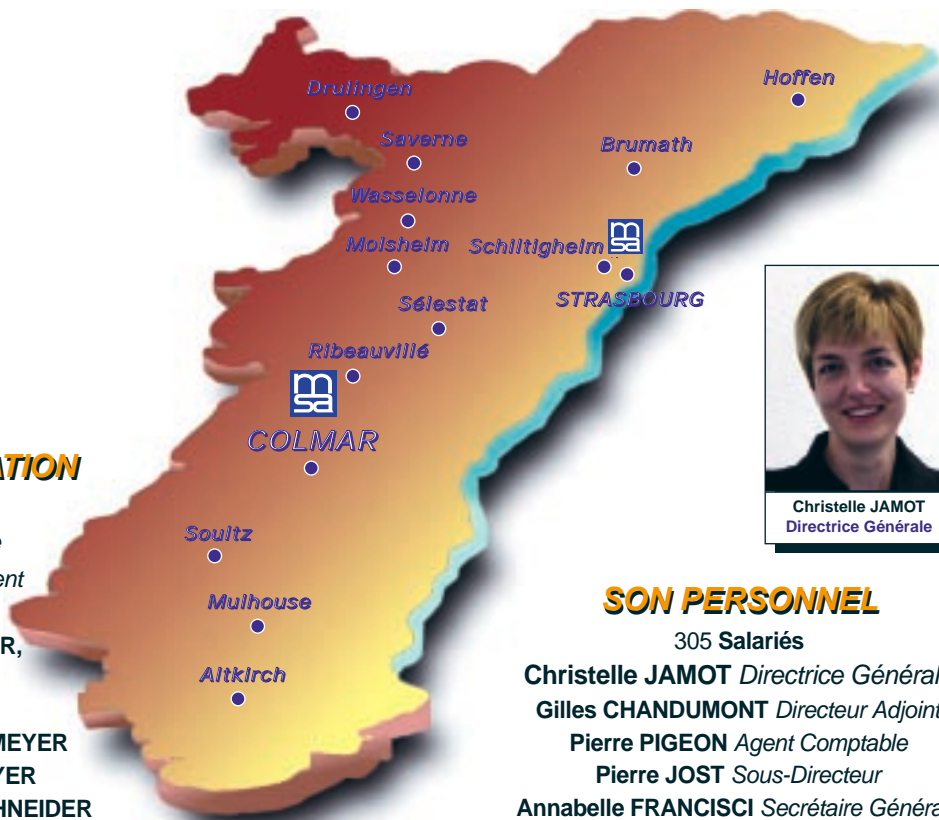 Drulingen
Hoffen
Saverne
Brumath
Wasselonne
Molsheim
Schiltigheim
msa
STRASBOURG
Sélestat
Ribeauvillé
msa
COLMAR
Soultz
Mulhouse
Altkirch
Christelle JAMOT
Directrice Générale
SON PERSONNEL
305 Salariés
Christelle JAMOT Directrice Général
Gilles CHANDUMONT Directeur Adjoint
Pierre PIGEON Agent Comptable
Pierre JOST Sous-Directeur
Annabelle FRANCISCI Secrétaire Généra
ATION
ent
R,
MEYER
YER
HNEIDER